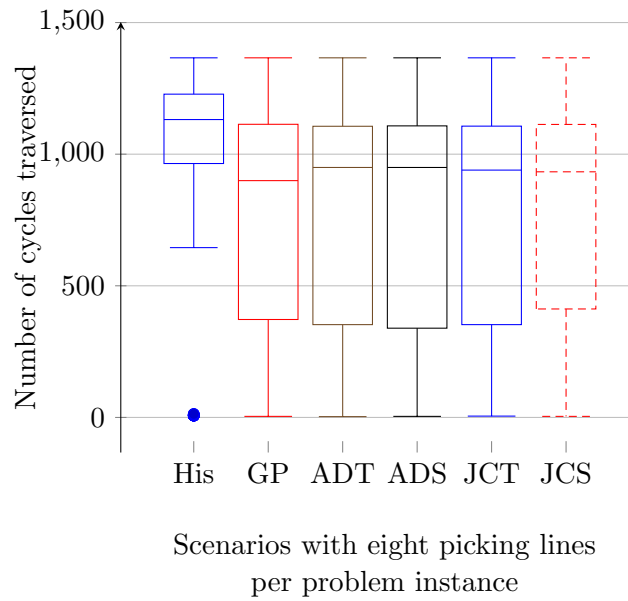 1,500
1,000
500
0
Number of cycles traversed
His GP ADT ADS JCT JCS
Scenarios with eight picking lines
per problem instance